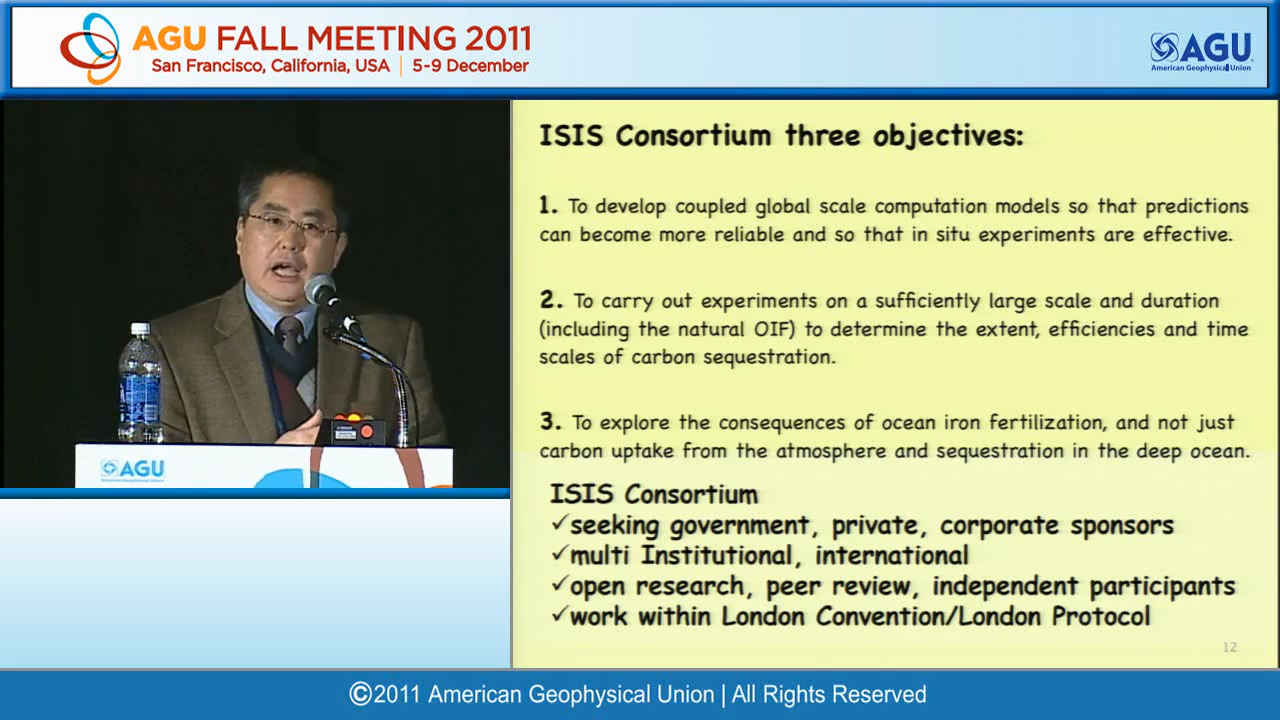 AGU FALL MEETING 2011
San Francisco, California, USA | 5-9 December
AGU
American Geophysical Union
ISIS Consortium three objectives:
1. To develop coupled global scale computation models so that predictions
can become more reliable and so that in situ experiments are effective.
2. To carry out experiments on a sufficiently large scale and duration
(including the natural OIF) to determine the extent, efficiencies and time
scales of carbon sequestration.
3. To explore the consequences of ocean iron fertilization, and not just
carbon uptake from the atmosphere and sequestration in the deep ocean.
ISIS Consortium
✓seeking government, private, corporate sponsors
✓multi Institutional, international
✓open research, peer review, independent participants
✓work within London Convention/London Protocol
12
AGU
©2011 American Geophysical Union | All Rights Reserved